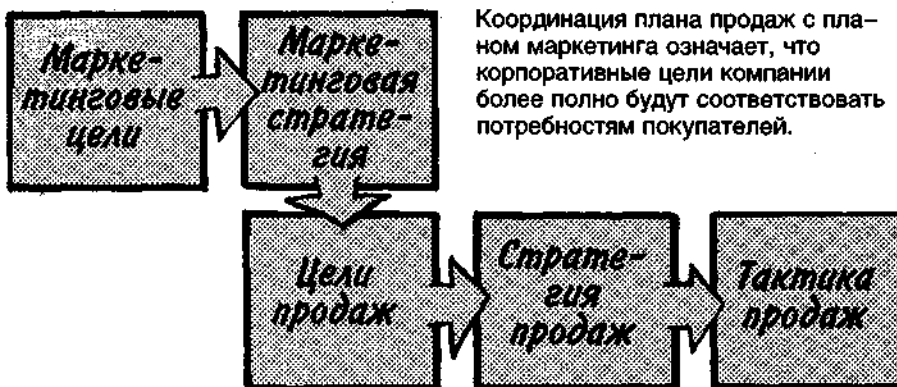 Марке-
тинговые
цели
Марке-
тинговая
страте-
гия
Координация плана продаж с пла-
ном маркетинга означает, что
корпоративные цели компании
более полно будут соответствовать
потребностям покупателей.
Цели
продаж
Страте-
гия
продаж
Тактика
продаж